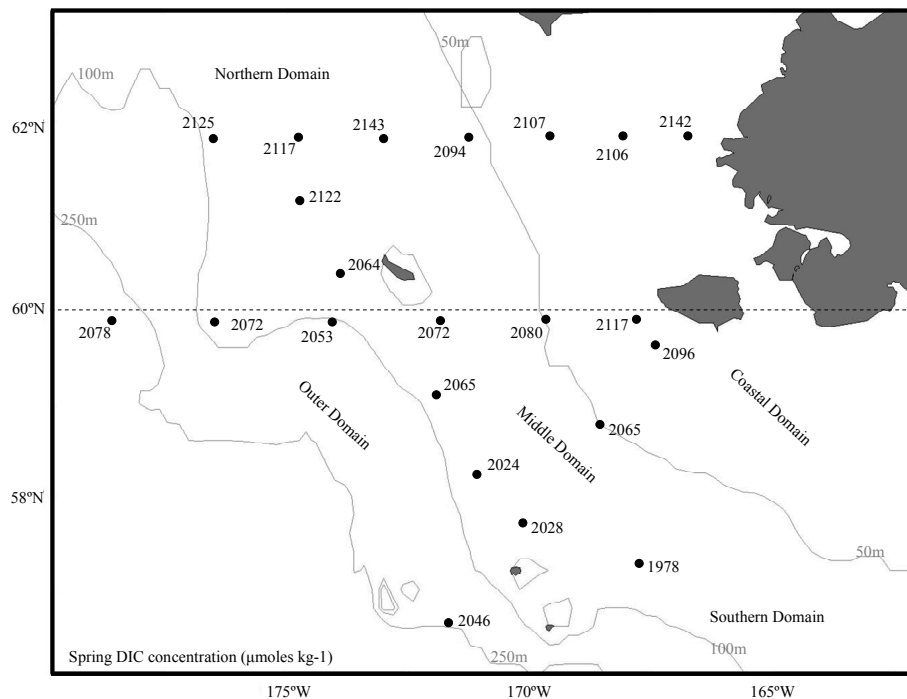 50m
100m
Northern Domain
62ºN
2125
2117
2143
2094
2107
2106
2142
2122
250m
2064
60ºN
2078
2072
2053
2072
2080
2117
2096
2065
Outer Domain
Middle Domain
Coastal Domain
2065
2024
58ºN
2028
1978
50m
2046
Southern Domain
100m
250m
Spring DIC concentration (µmoles kg-1)
175ºW
170ºW
165ºW